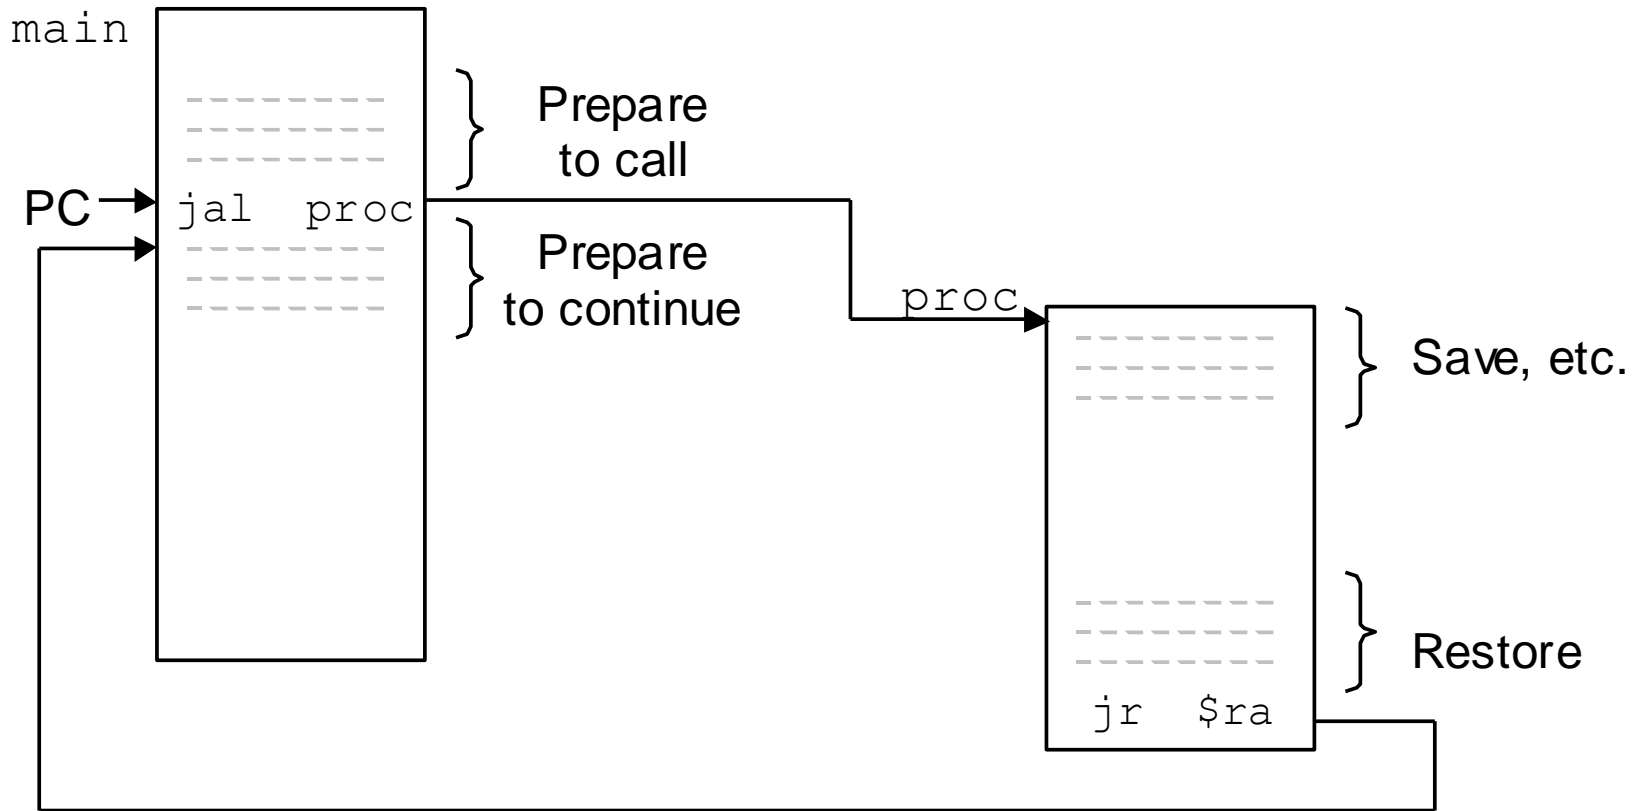 main
Prepare
to call
PC
jal proc
Prepare
to continue
proc
Save, etc.
Restore
jr $ra